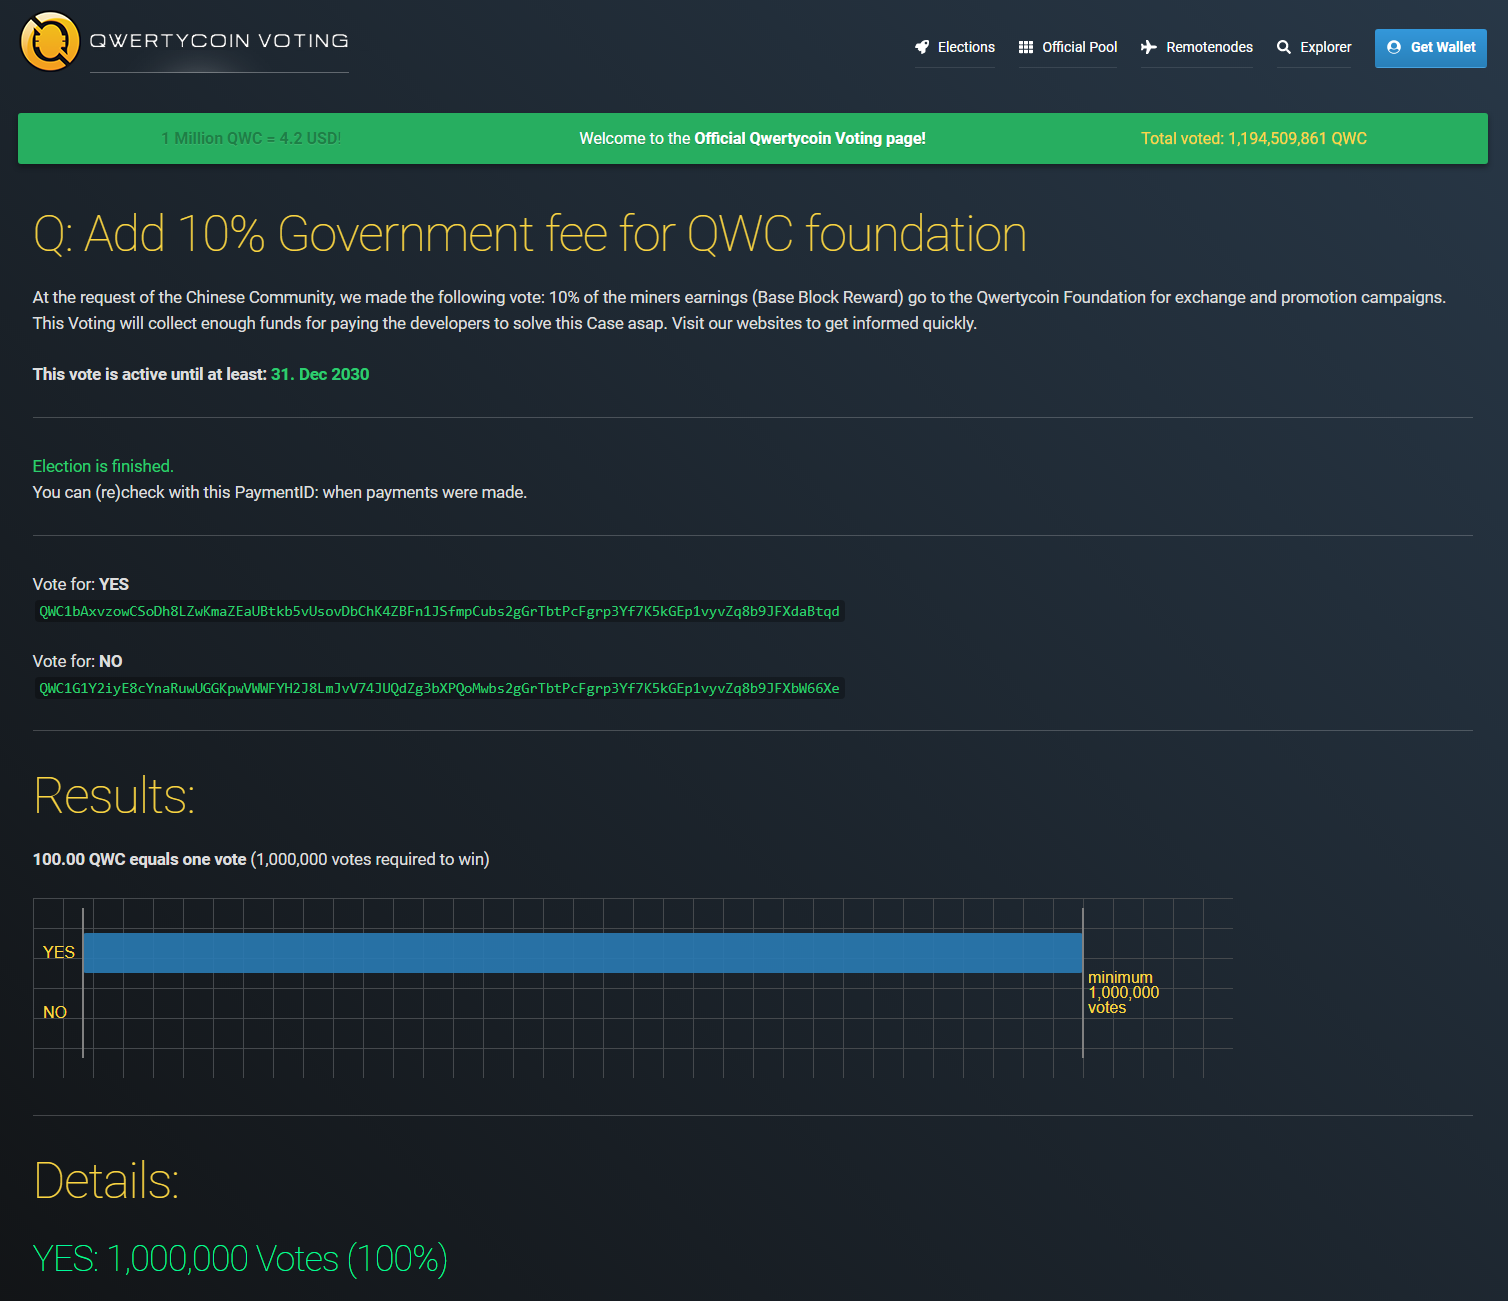 QWERTYCOIN VOTING
Elections Official Pool Remotenodes Explorer Get Wallet
1 Million QWC = 4.2 USD! Welcome to the Official Qwertycoin Voting page! Total voted: 1,194,509,861 QWC
Q: Add 10% Government fee for QWC foundation
At the request of the Chinese Community, we made the following vote: 10% of the miners earnings (Base Block Reward) go to the Qwertycoin Foundation for exchange and promotion campaigns.
This Voting will collect enough funds for paying the developers to solve this Case asap. Visit our websites to get informed quickly.
This vote is active until at least: 31. Dec 2030
Election is finished.
You can (re)check with this PaymentID: when payments were made.
Vote for: YES
QWC1bAxvzowCSoDh8LZwKmaZEaUBtkb5vUsovDbChK4ZBFn1JSfmpCubs2gGrTbtPcFgrp3Yf7K5kGEp1vyvZq8b9JFXdaBtqd
Vote for: NO
QWC1G1Y2iyE8cYnaRuwUGGKpwVWWFYH2J8LmJvV74JUQdZg3bXPQoMwbs2gGrTbtPcFgrp3Yf7K5kGEp1vyvZq8b9JFXbW66Xe
Results:
100.00 QWC equals one vote (1,000,000 votes required to win)
YES
minimum
1,000,000
votes
NO
Details:
YES: 1,000,000 Votes (100%)